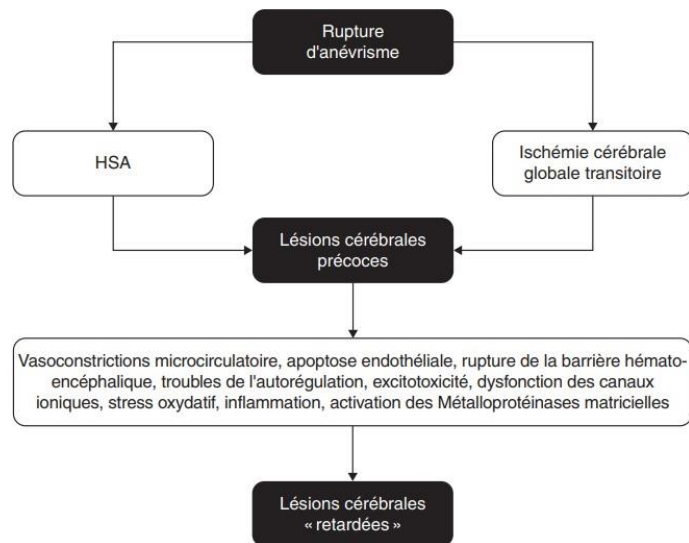 Rupture
d'anévrisme
HSA
Ischémie cérébrale
globale transitoire
Lésions cérébrales
précoces
Vasoconstrictions microcirculatoire, apoptose endothéliale, rupture de la barrière hémato-
encéphalique, troubles de l'autorégulation, excitotoxicité, dysfonction des canaux
ioniques, stress oxydatif, inflammation, activation des Métalloprotéinases matricielles
Lésions cérébrales
« retardées »